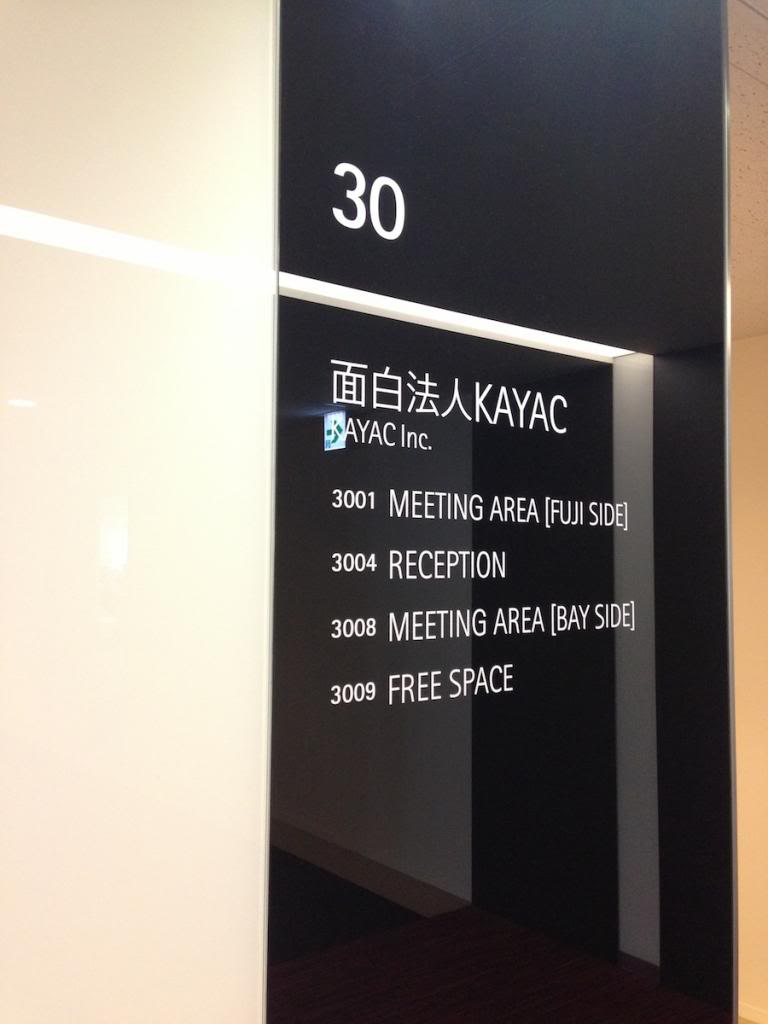 30
面白法人KAYAC
KAYAC Inc.
3001 MEETING AREA [FUJI SIDE]
3004 RECEPTION
3008 MEETING AREA [BAY SIDE]
3009 FREE SPACE